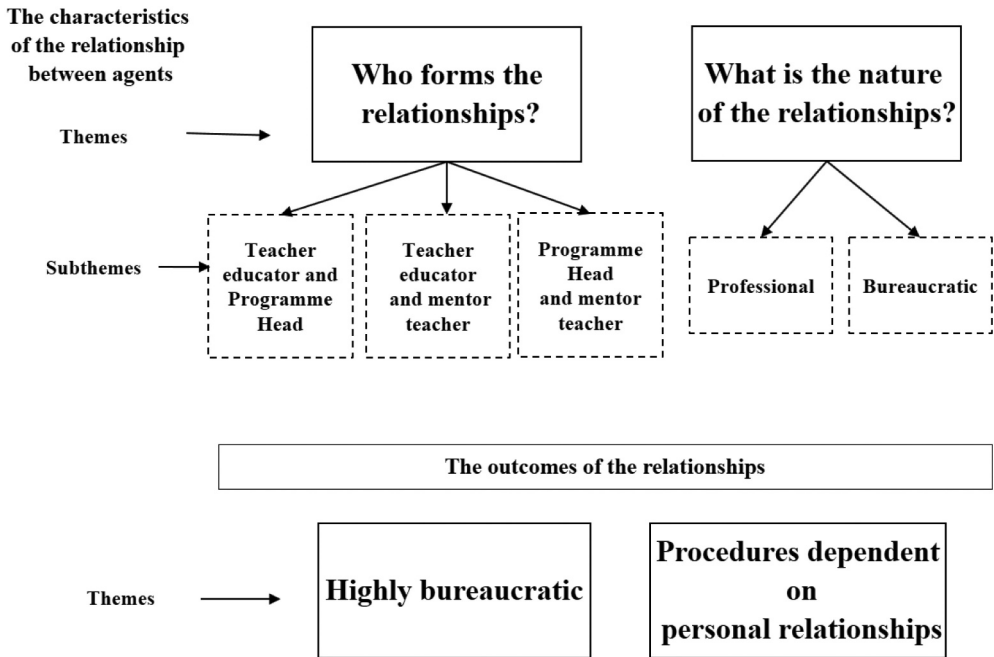 The characteristics
of the relationship
between agents
Themes
Who forms the
relationships?
What is the nature
of the relationships?
Subthemes
Teacher
educator and
Programme
Head
Teacher
educator
and mentor
teacher
Programme
Head
and mentor
teacher
Professional
Bureaucratic
The outcomes of the relationships
Themes
Highly bureaucratic
Procedures dependent
on
personal relationships